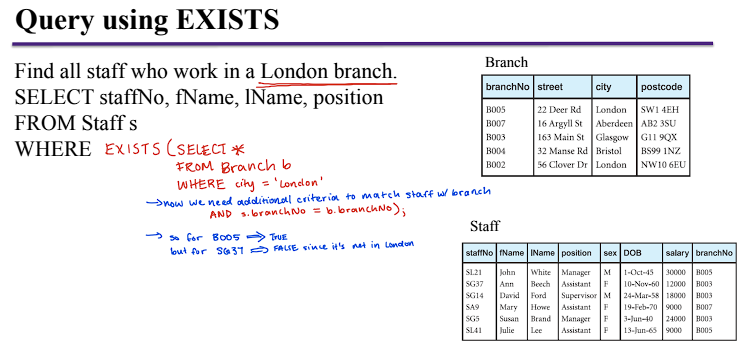 Query using EXISTS
Find all staff who work in a London branch.
SELECT staffNo, fName, lName, position
FROM Staff s
WHERE EXISTS (SELECT *
FROM Branch b
WHERE city = 'London'
→now we need additional criteria to match staff w/ branch
AND s.branchNo = b.branchNo);
→ so for B005 ⇒ TRUE
but for SG37 ⇒ FALSE since it's not in London
Branch
branchNo street city postcode
B005 22 Deer Rd London SW1 4EH
B007 16 Argyll St Aberdeen AB2 3SU
B003 163 Main St Glasgow G11 9QX
B004 32 Manse Rd Bristol BS99 1NZ
B002 56 Clover Dr London NW10 6EU
Staff
staffNo fName lName position sex DOB salary branchNo
SL21 John White Manager M 1-Oct-45 30000 B005
SG37 Ann Beech Assistant F 10-Nov-60 12000 B003
SG14 David Ford Supervisor M 24-Mar-58 18000 B003
SA9 Mary Howe Assistant F 19-Feb-70 9000 B007
SG5 Susan Brand Manager F 3-Jun-40 24000 B003
SL41 Julie Lee Assistant F 13-Jun-65 9000 B005